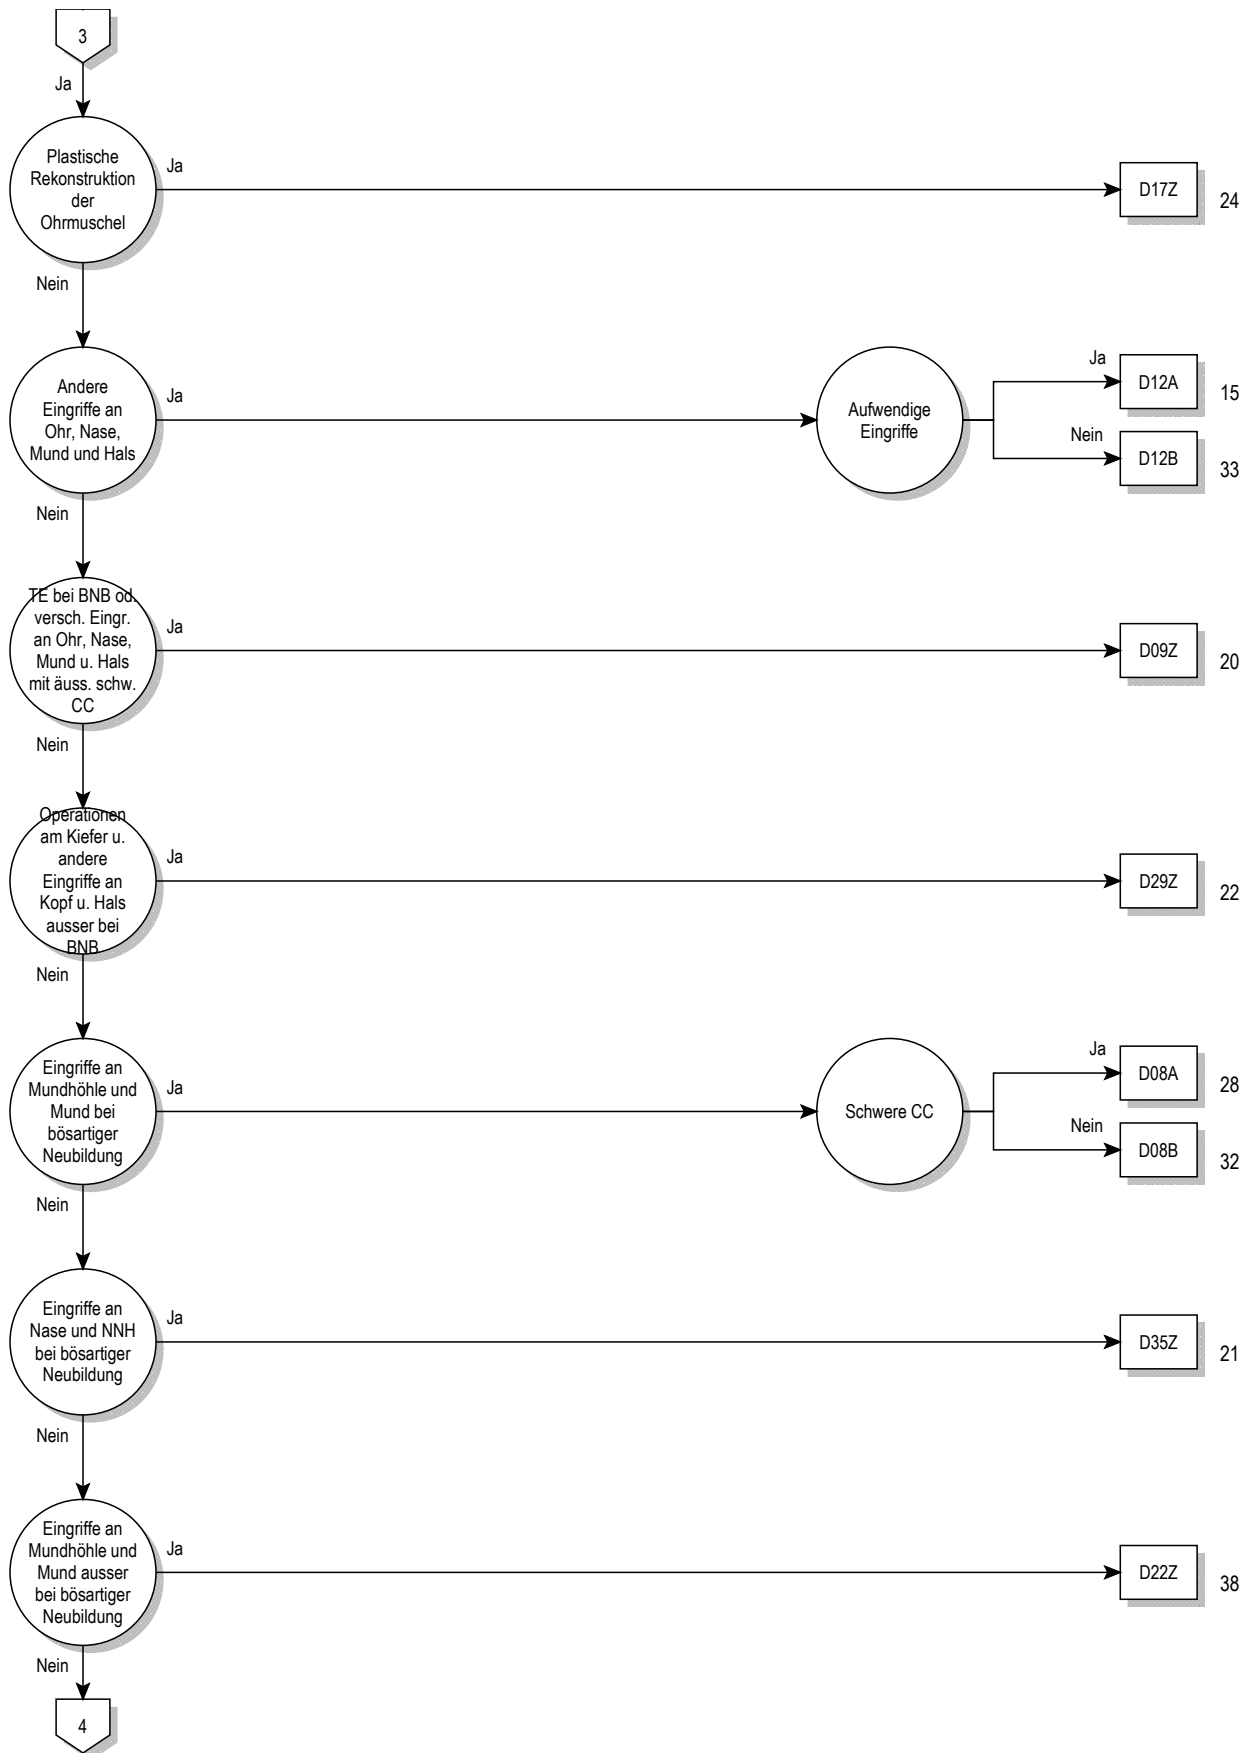 3
Ja
Plastische
Rekonstruktion
der
Ohrmuschel
Ja
D17Z
24
Nein
Andere
Eingriffe an
Ohr, Nase,
Mund und Hals
Ja
Aufwendige
Eingriffe
Ja
D12A
15
Nein
D12B
33
Nein
TE bei BNB od.
versch. Eingr.
an Ohr, Nase,
Mund u. Hals
mit äuss. schw.
CC
Ja
D09Z
20
Nein
Operationen
am Kiefer u.
andere
Eingriffe an
Kopf u. Hals
ausser bei
BNB
Ja
D29Z
22
Nein
Eingriffe an
Mundhöhle und
Mund bei
bösartiger
Neubildung
Ja
Schwere CC
Ja
D08A
28
Nein
D08B
32
Nein
Eingriffe an
Nase und NNH
bei bösartiger
Neubildung
Ja
D35Z
21
Nein
Eingriffe an
Mundhöhle und
Mund ausser
bei bösartiger
Neubildung
Ja
D22Z
38
Nein
4